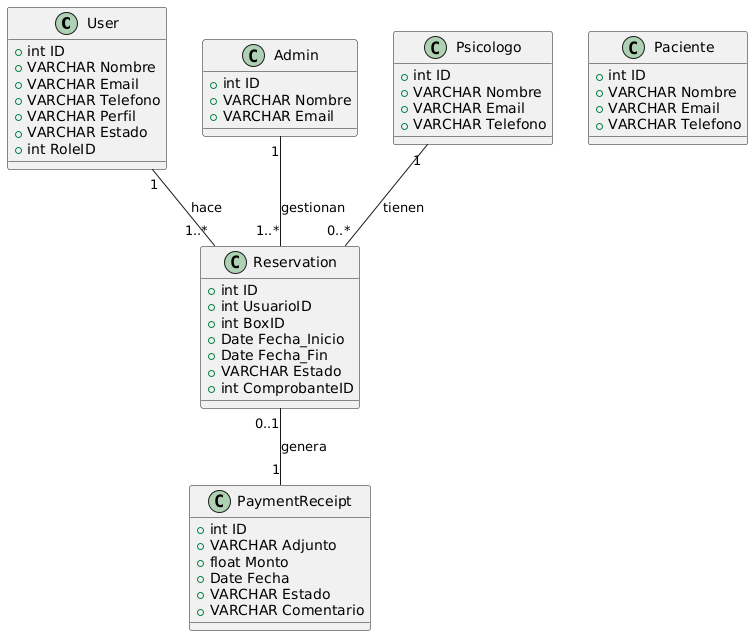 C User
int ID
VARCHAR Nombre
VARCHAR Email
VARCHAR Telefono
VARCHAR Perfil
VARCHAR Estado
int RoleID
C Admin
int ID
VARCHAR Nombre
VARCHAR Email
C Psicologo
int ID
VARCHAR Nombre
VARCHAR Email
VARCHAR Telefono
C Paciente
int ID
VARCHAR Nombre
VARCHAR Email
VARCHAR Telefono
1
hace
1..*
1
gestionan
1..*
1
tienen
0..*
C Reservation
int ID
int UsuarioID
int BoxID
Date Fecha_Inicio
Date Fecha_Fin
VARCHAR Estado
int ComprobanteID
0..1
genera
1
C PaymentReceipt
int ID
VARCHAR Adjunto
float Monto
Date Fecha
VARCHAR Estado
VARCHAR Comentario